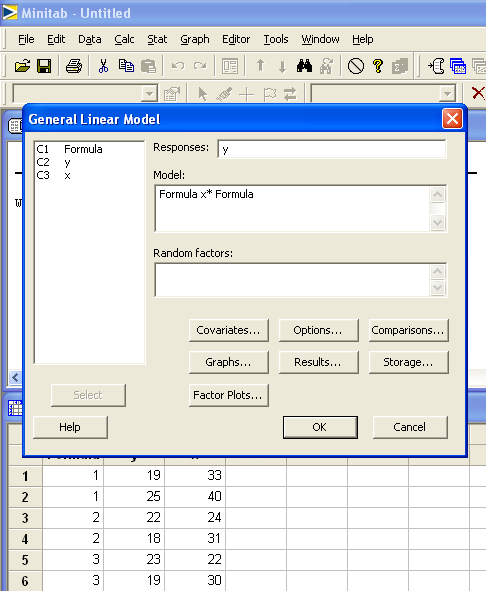 Minitab - Untitled
File Edit Data Calc Stat Graph Editor Tools Window Help
General Linear Model
C1 Formula
C2 y
C3 x
Responses: y
Model:
Formula x* Formula
Random factors:
Covariates... Options... Comparisons...
Graphs... Results... Storage...
Select Factor Plots...
Help OK Cancel
1 1 19 33
2 1 25 40
3 2 22 24
4 2 18 31
5 3 23 22
6 3 19 30